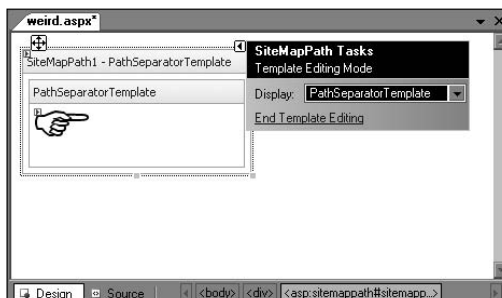 weird.aspx*
SiteMapPath1 - PathSeparatorTemplate
PathSeparatorTemplate
SiteMapPath Tasks
Template Editing Mode
Display: PathSeparatorTemplate
End Template Editing
Design Source <body> <div> <asp:sitemappath#sitemapp...>